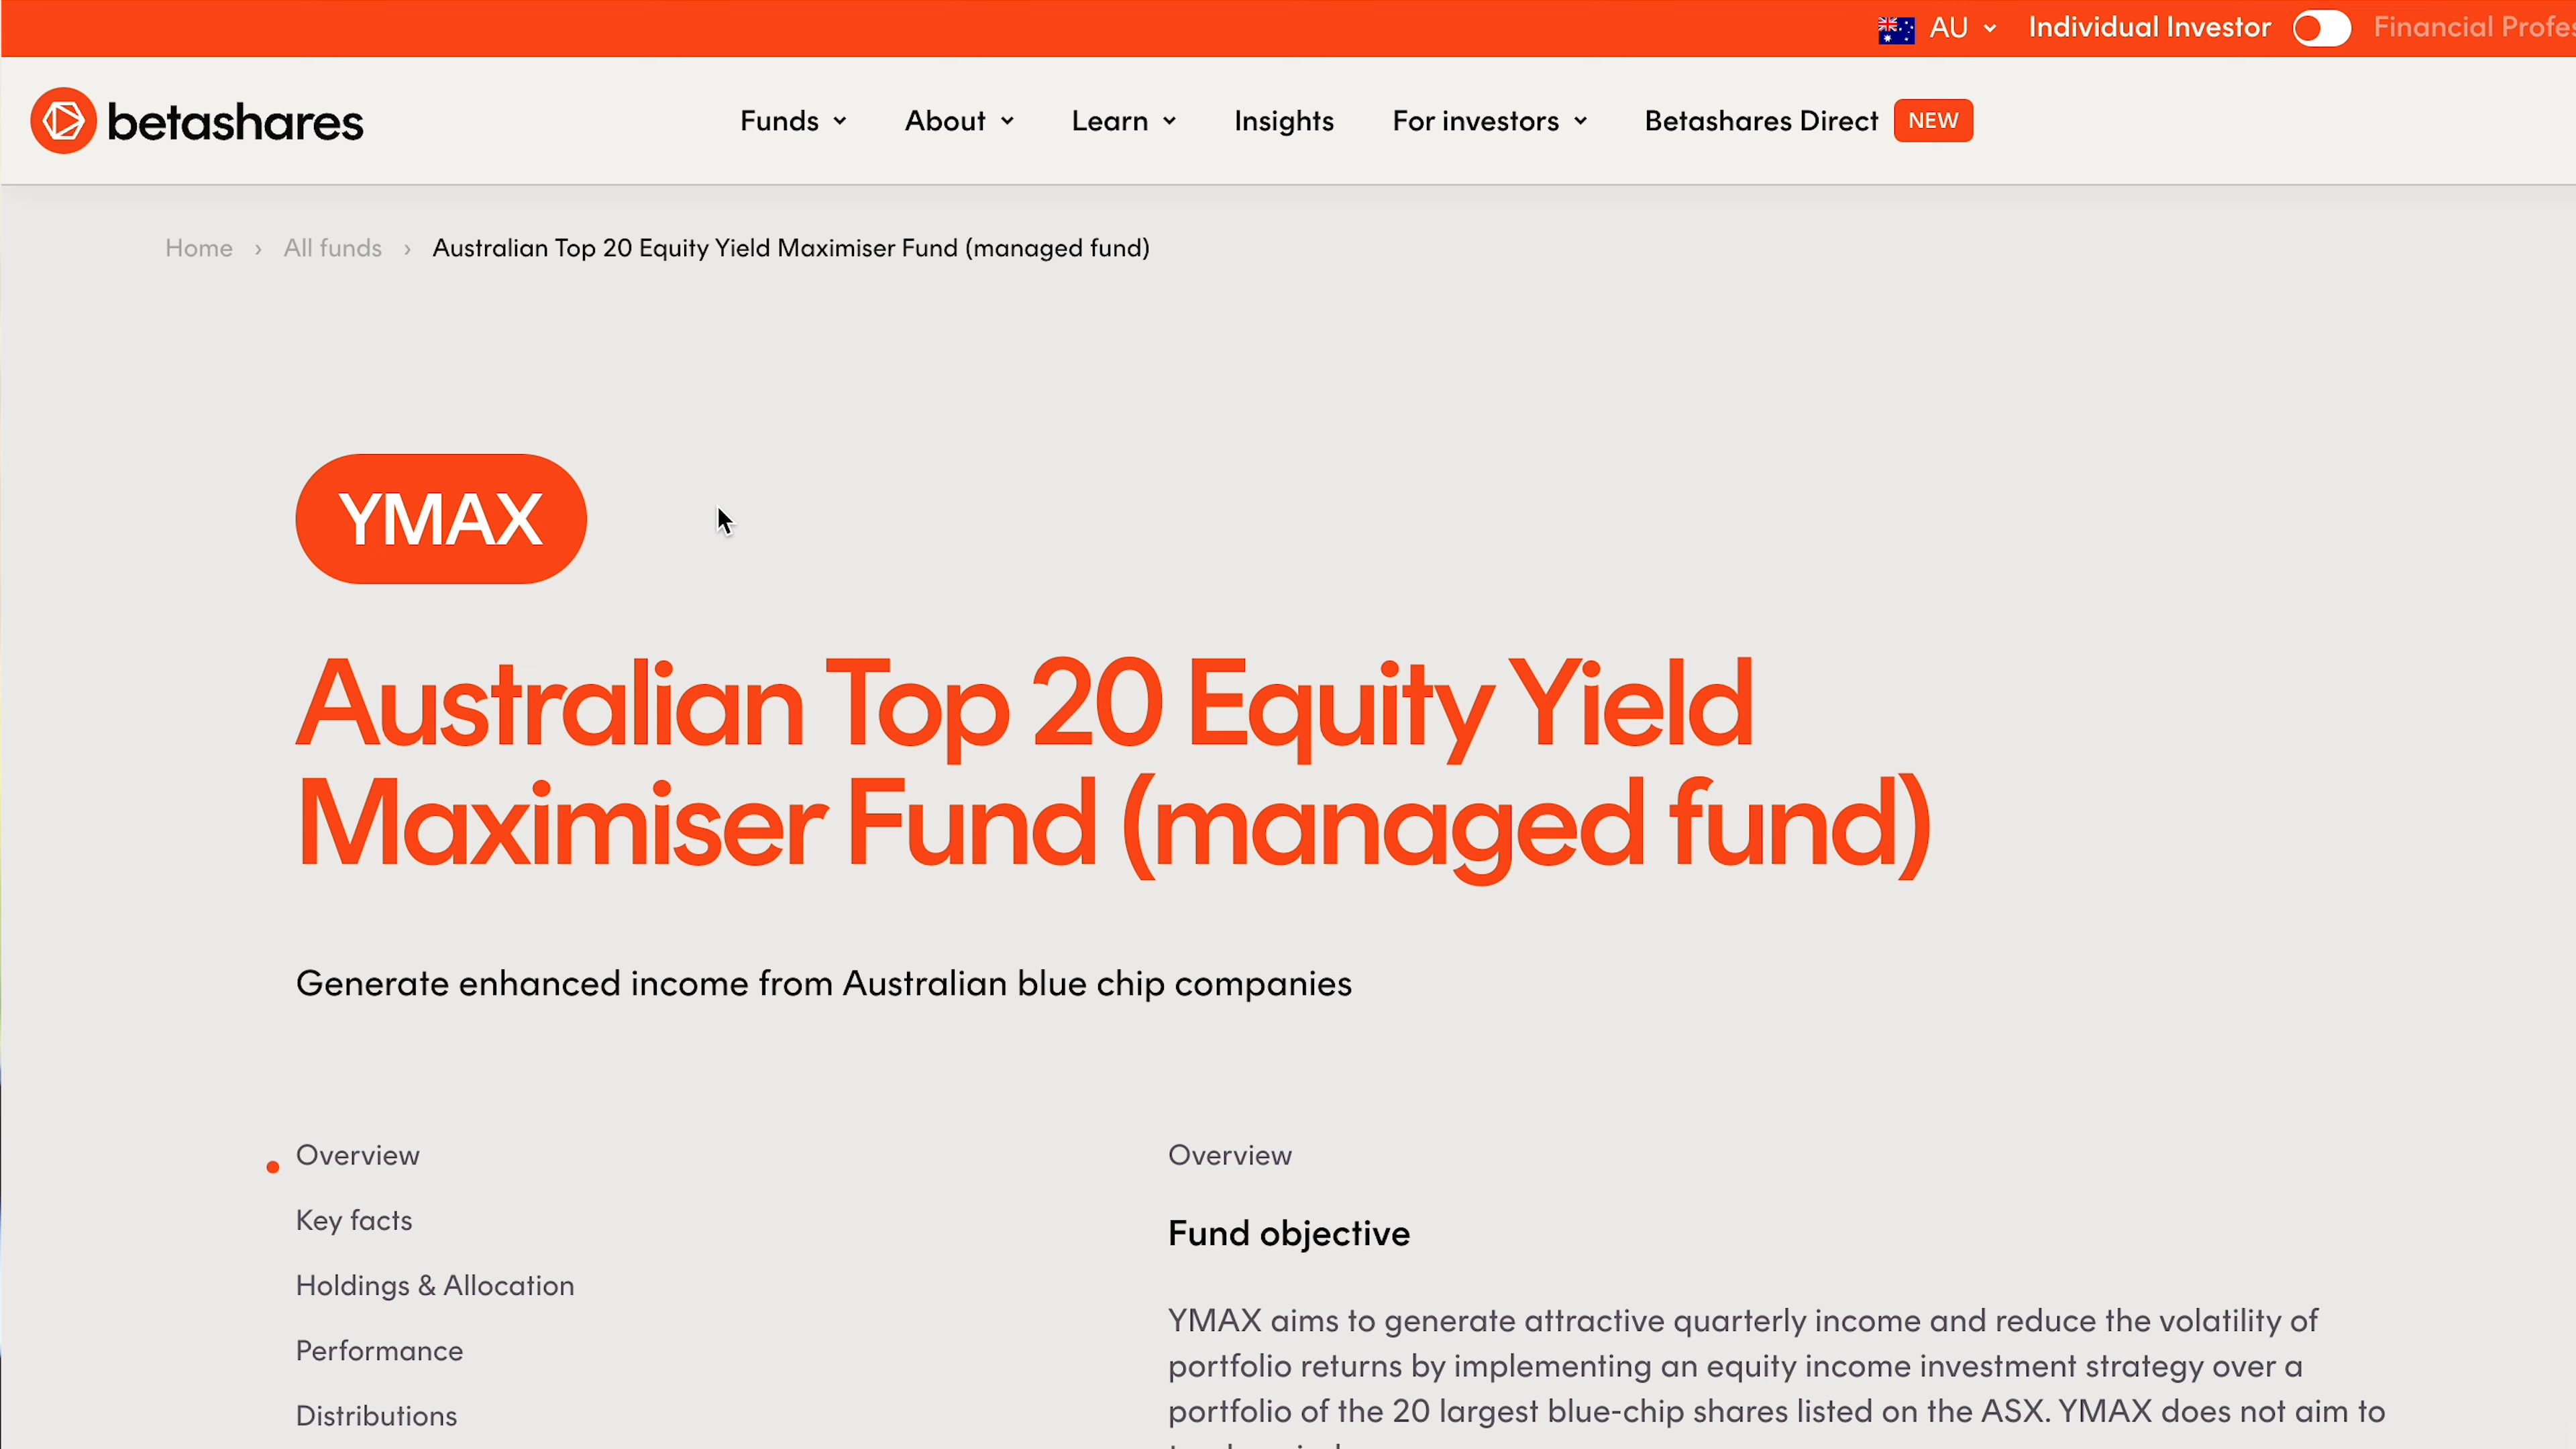 AU
Individual Investor
Financial
betashares
Funds
About
Learn
Insights
For investors
Betashares Direct
NEW
Home › All funds › Australian Top 20 Equity Yield Maximiser Fund (managed fund)
YMAX
Australian Top 20 Equity Yield
Maximiser Fund (managed fund)
Generate enhanced income from Australian blue chip companies
Overview
Key facts
Holdings & Allocation
Performance
Distributions
Overview
Fund objective
YMAX aims to generate attractive quarterly income and reduce the volatility of
portfolio returns by implementing an equity income investment strategy over a
portfolio of the 20 largest blue-chip shares listed on the ASX. YMAX does not aim to